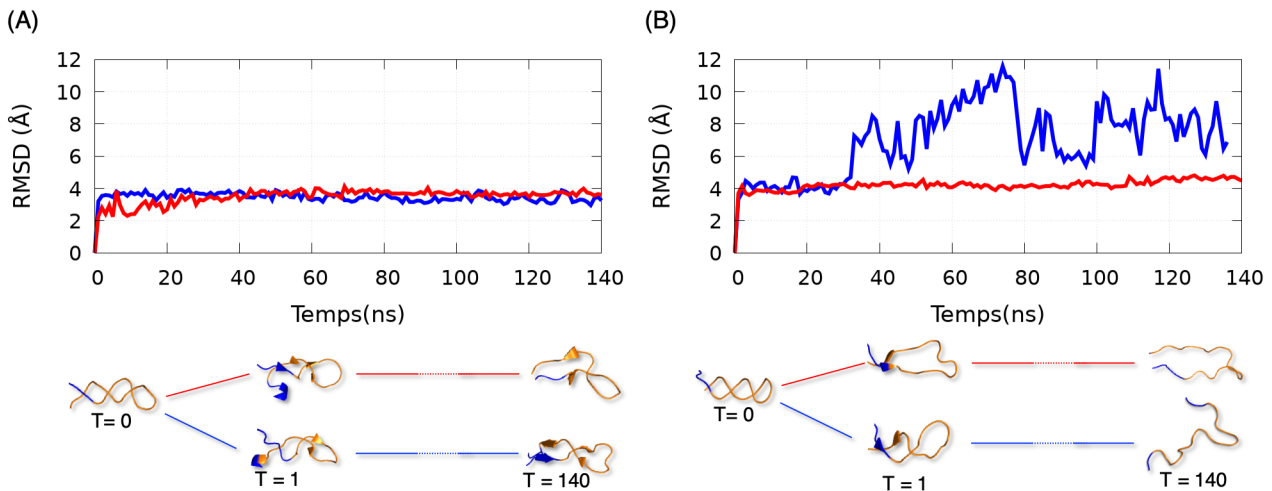 (A)
(B)
RMSD (Å)
12
10
8
6
4
2
0
0 20 40 60 80 100 120 140
Temps(ns)
RMSD (Å)
12
10
8
6
4
2
0
0 20 40 60 80 100 120 140
Temps(ns)
T= 0
T = 1
T = 140
T = 0
T = 1
T = 140